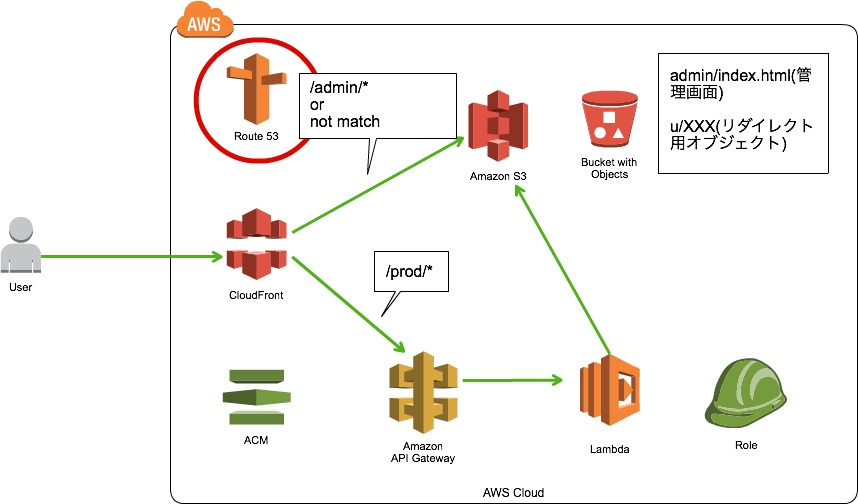 AWS
Route 53
/admin/*
or
not match
Amazon S3
Bucket with
Objects
admin/index.html(管
理画面)
u/XXX(リダイレクト
用オブジェクト)
User
CloudFront
/prod/*
ACM
Amazon
API Gateway
Lambda
Role
AWS Cloud